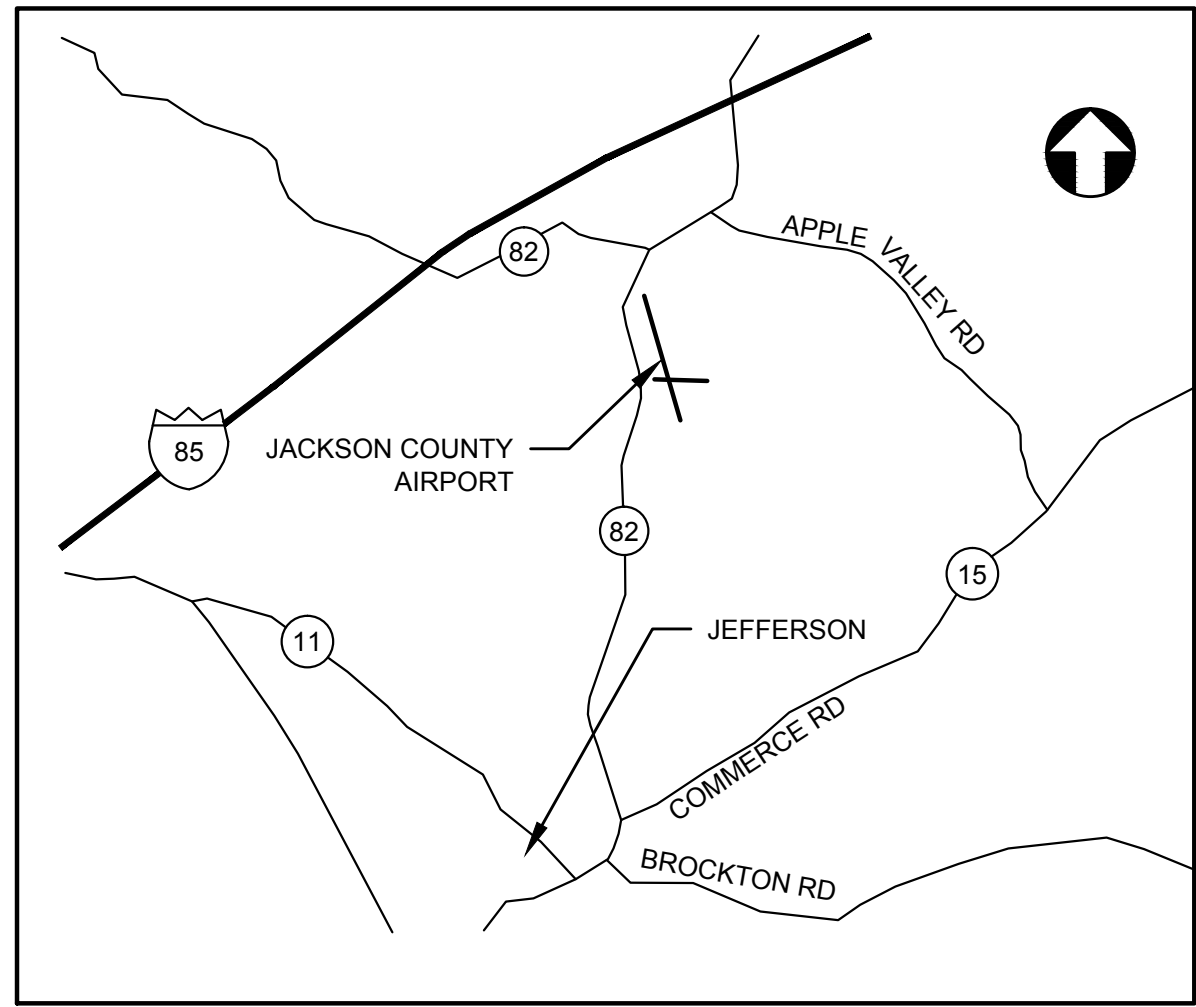 APPLE VALLEY RD
82
85
JACKSON COUNTY
AIRPORT
82
15
11
JEFFERSON
COMMERCE RD
BROCKTON RD